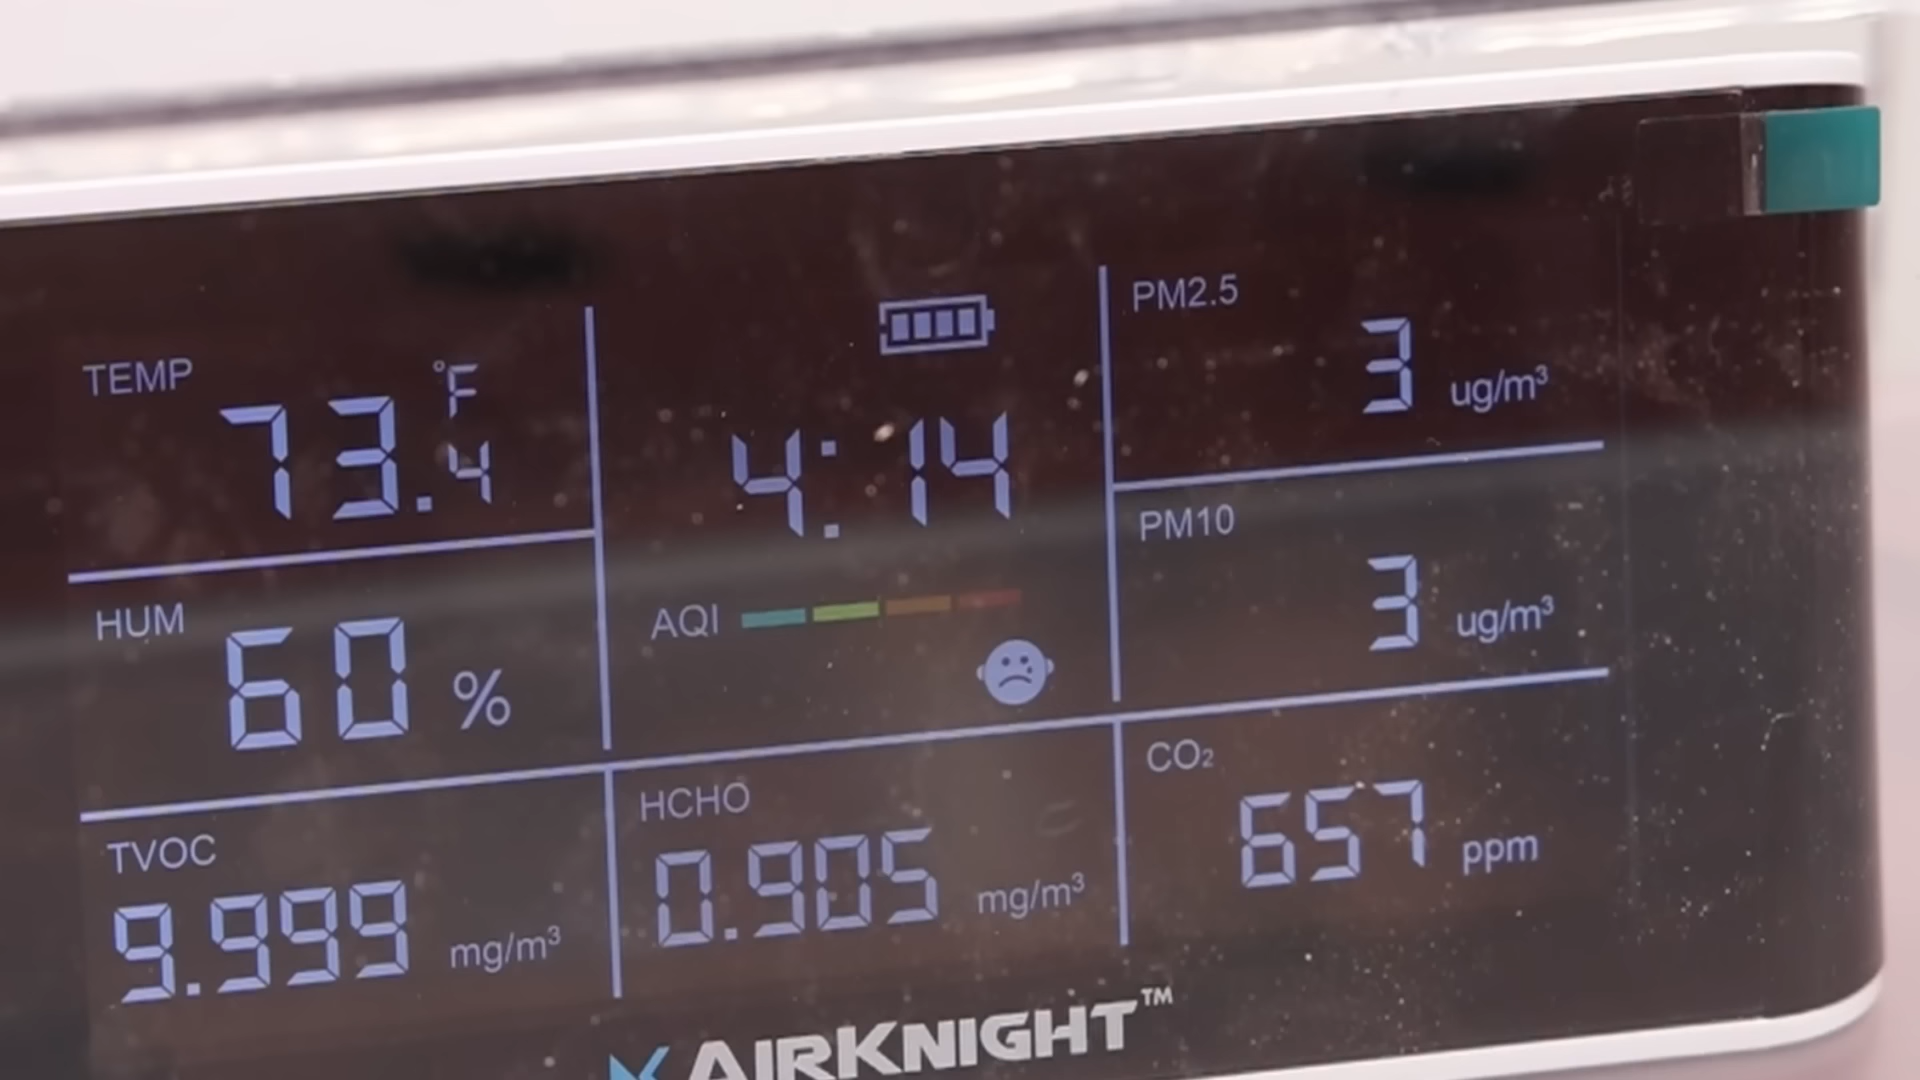 TEMP
73.4 °F
HUM
60 %
4:14
AQI
PM2.5
3 ug/m³
PM10
3 ug/m³
TVOC
9.999 mg/m³
HCHO
0.905 mg/m³
CO₂
657 ppm
AIRKNIGHT™